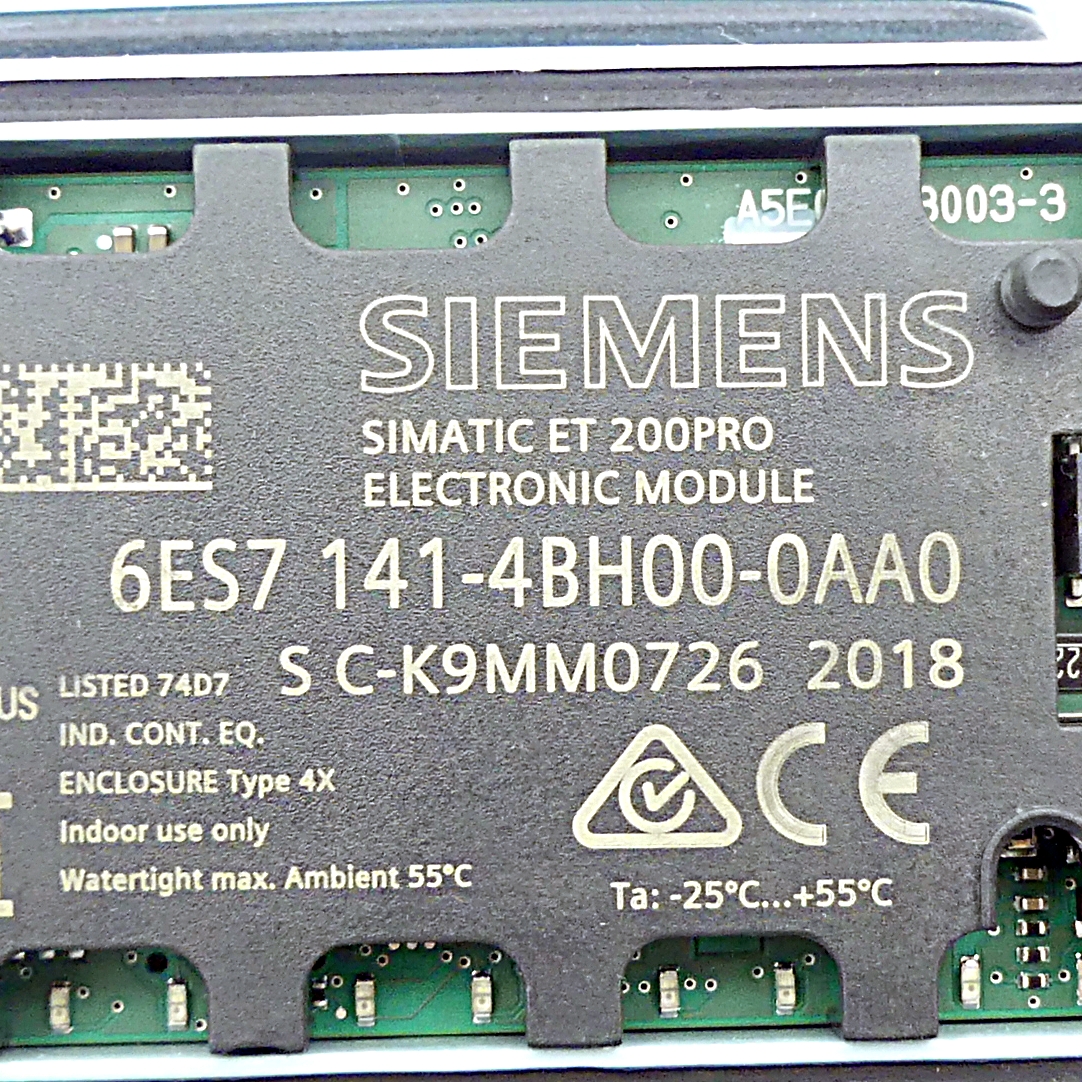 A5E 3003-3
SIEMENS
SIMATIC ET 200PRO
ELECTRONIC MODULE
6ES7 141-4BH00-0AA0
S C-K9MM0726 2018
US LISTED 74D7
IND. CONT. EQ.
ENCLOSURE Type 4X
Indoor use only
Watertight max. Ambient 55°C
CE
Ta: -25°C...+55°C
22